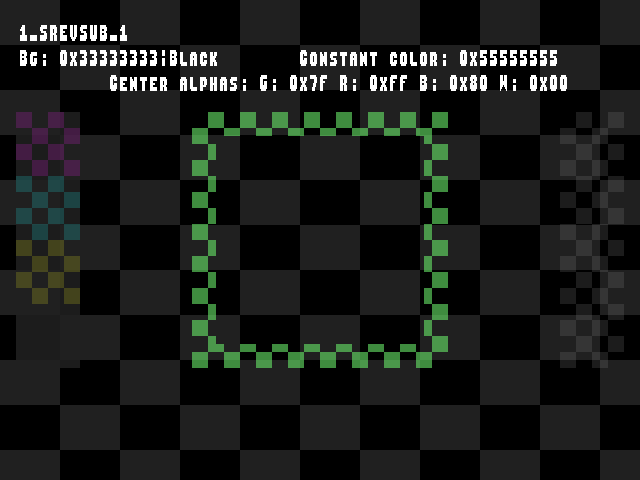 1_SREVSUB_1
Bg: 0x33333333¦Black Constant color: 0x55555555
Center alphas: G: 0x7f R: 0xff B: 0x80 W: 0x00